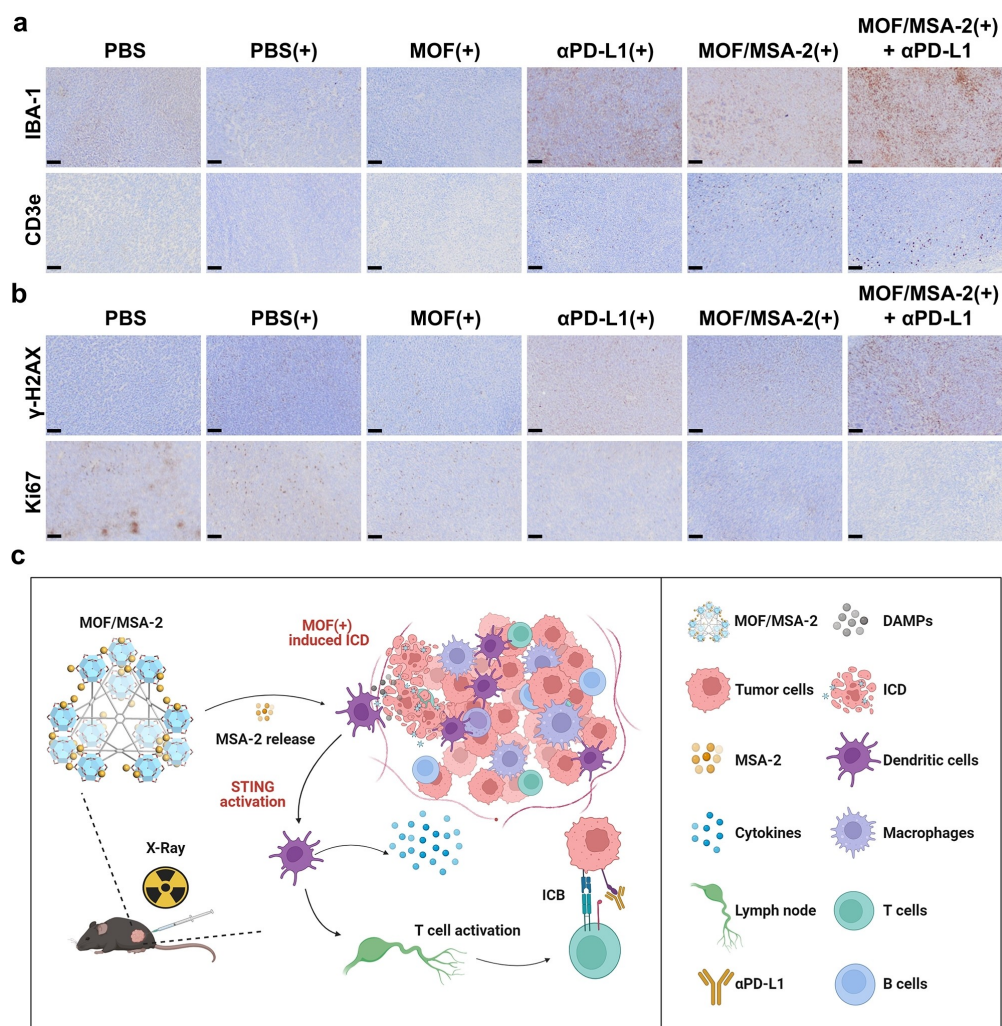 a
PBS
PBS(+)
MOF(+)
αPD-L1(+)
MOF/MSA-2(+)
MOF/MSA-2(+)
+ αPD-L1
IBA-1
CD3e
b
PBS
PBS(+)
MOF(+)
αPD-L1(+)
MOF/MSA-2(+)
MOF/MSA-2(+)
+ αPD-L1
γ-H2AX
Ki67
c
MOF/MSA-2
MOF(+)
induced ICD
MSA-2 release
STING
activation
X-Ray
ICB
T cell activation
MOF/MSA-2
DAMPs
Tumor cells
ICD
MSA-2
Dendritic cells
Cytokines
Macrophages
Lymph node
T cells
αPD-L1
B cells